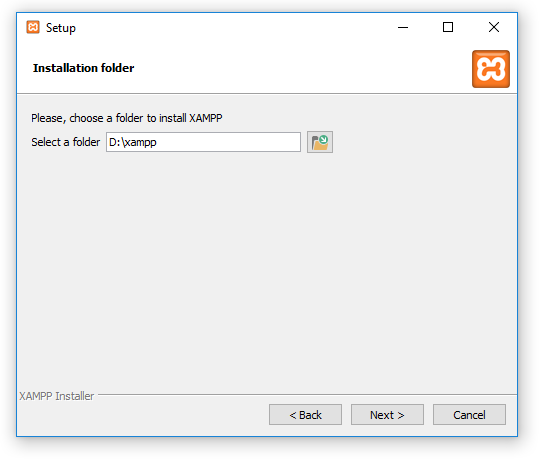 Setup
Installation folder
Please, choose a folder to install XAMPP
Select a folder D:\xampp
XAMPP Installer
< Back Next > Cancel